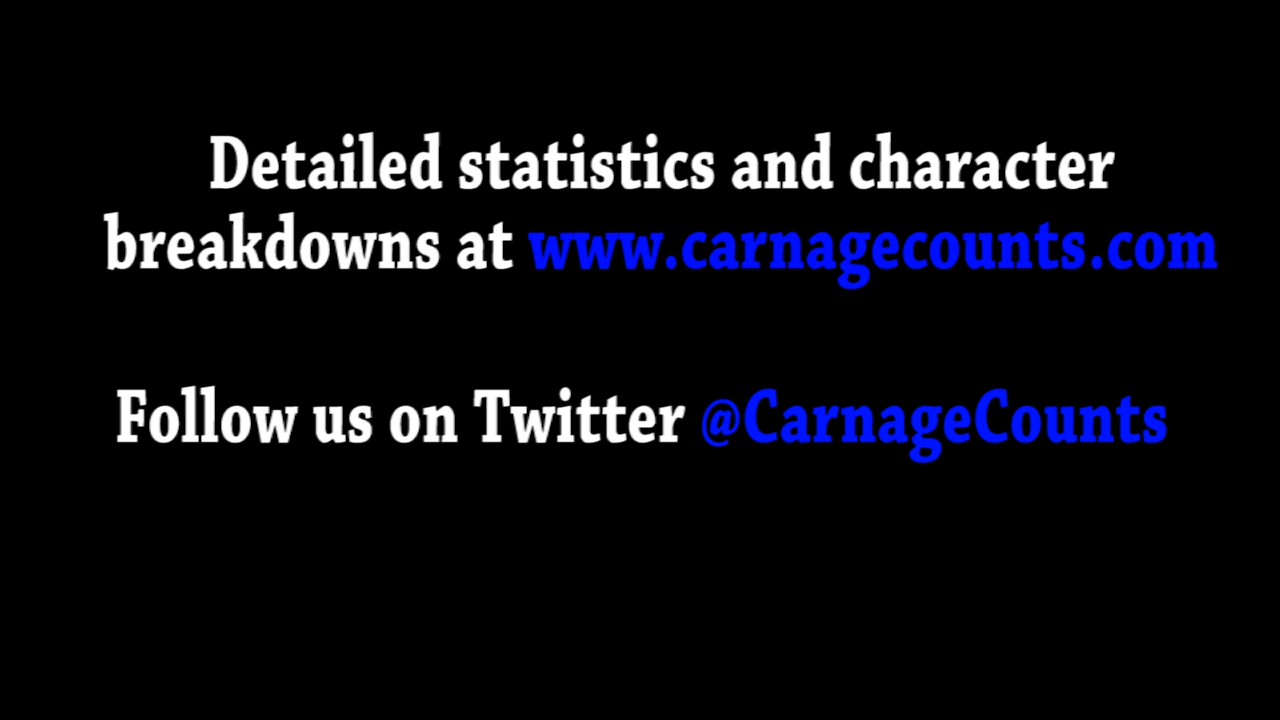 Detailed statistics and character
breakdowns at www.carnagecounts.com
Follow us on Twitter @CarnageCounts